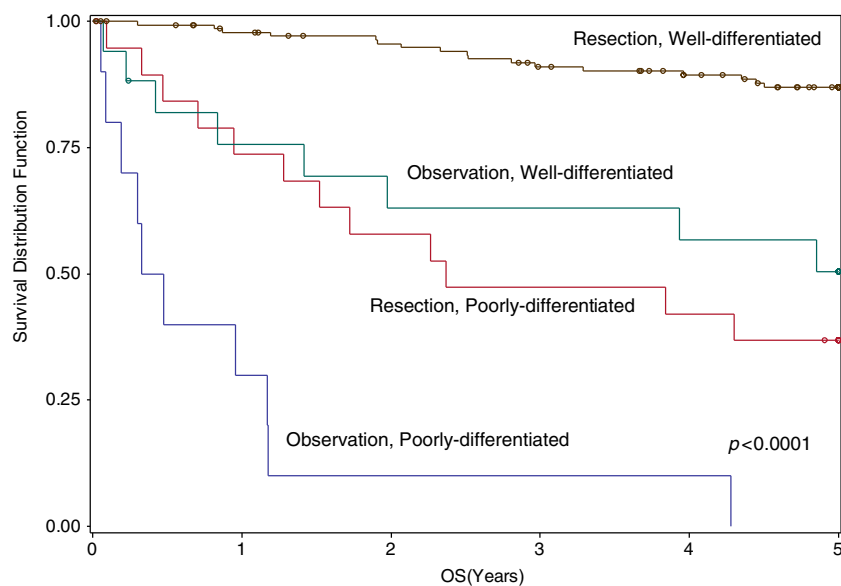 1.00
0.75
0.50
0.25
0.00
Survival Distribution Function
Resection, Well-differentiated
Observation, Well-differentiated
Resection, Poorly-differentiated
Observation, Poorly-differentiated
p<0.0001
0 1 2 3 4 5
OS(Years)